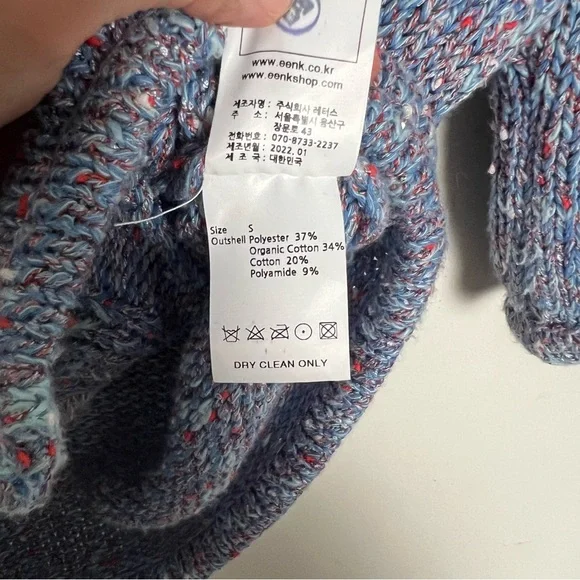 www.eenk.co.kr
www.eenkshop.com
제조자명 : 주식회사 레터스
주 소 : 서울특별시 용산구
장문로 43
전화번호 : 070-8733-2237
제조년월 : 2022. 01
제 조 국 : 대한민국
Size S
Outshell Polyester 37%
Organic Cotton 34%
Cotton 20%
Polyamide 9%
DRY CLEAN ONLY